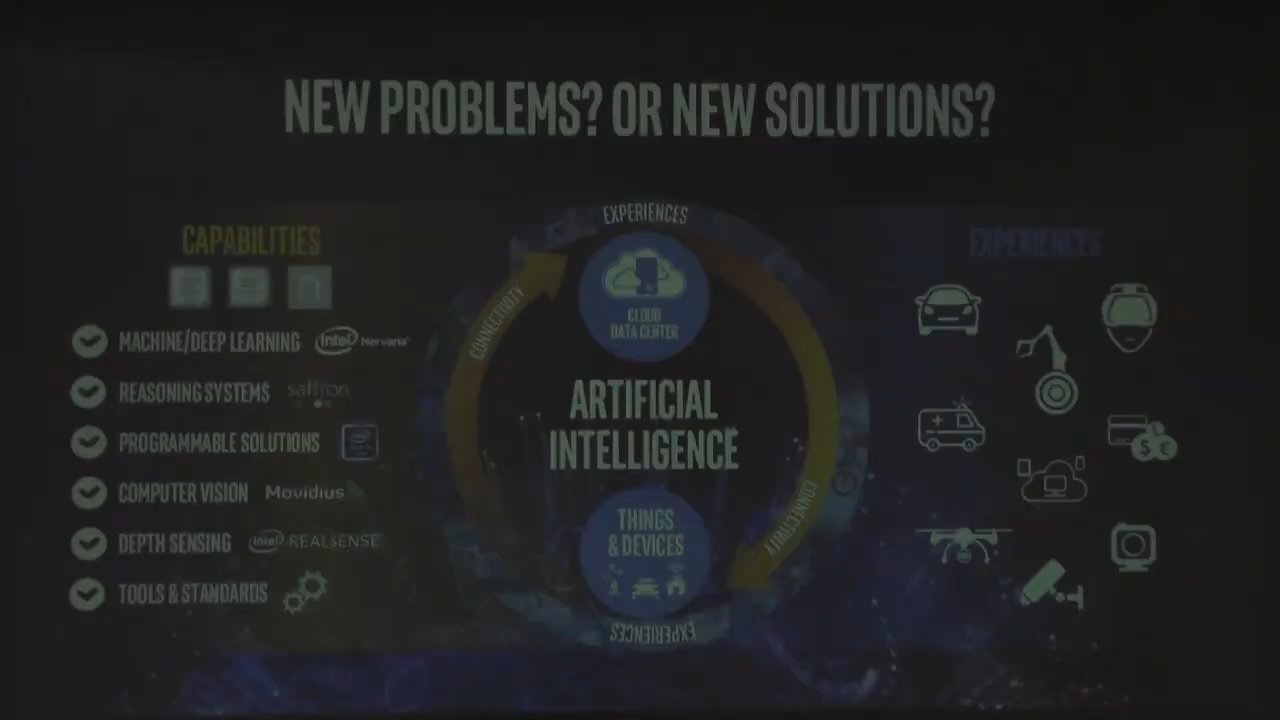 NEW PROBLEMS? OR NEW SOLUTIONS?
CAPABILITIES
MACHINE/DEEP LEARNING intel Nervana
REASONING SYSTEMS saffron
PROGRAMMABLE SOLUTIONS
COMPUTER VISION Movidius
DEPTH SENSING intel REALSENSE
TOOLS & STANDARDS
EXPERIENCES
CLOUD
DATA CENTER
CONNECTIVITY
ARTIFICIAL
INTELLIGENCE
CONNECTIVITY
THINGS
& DEVICES
EXPERIENCES
EXPERIENCES
$ €